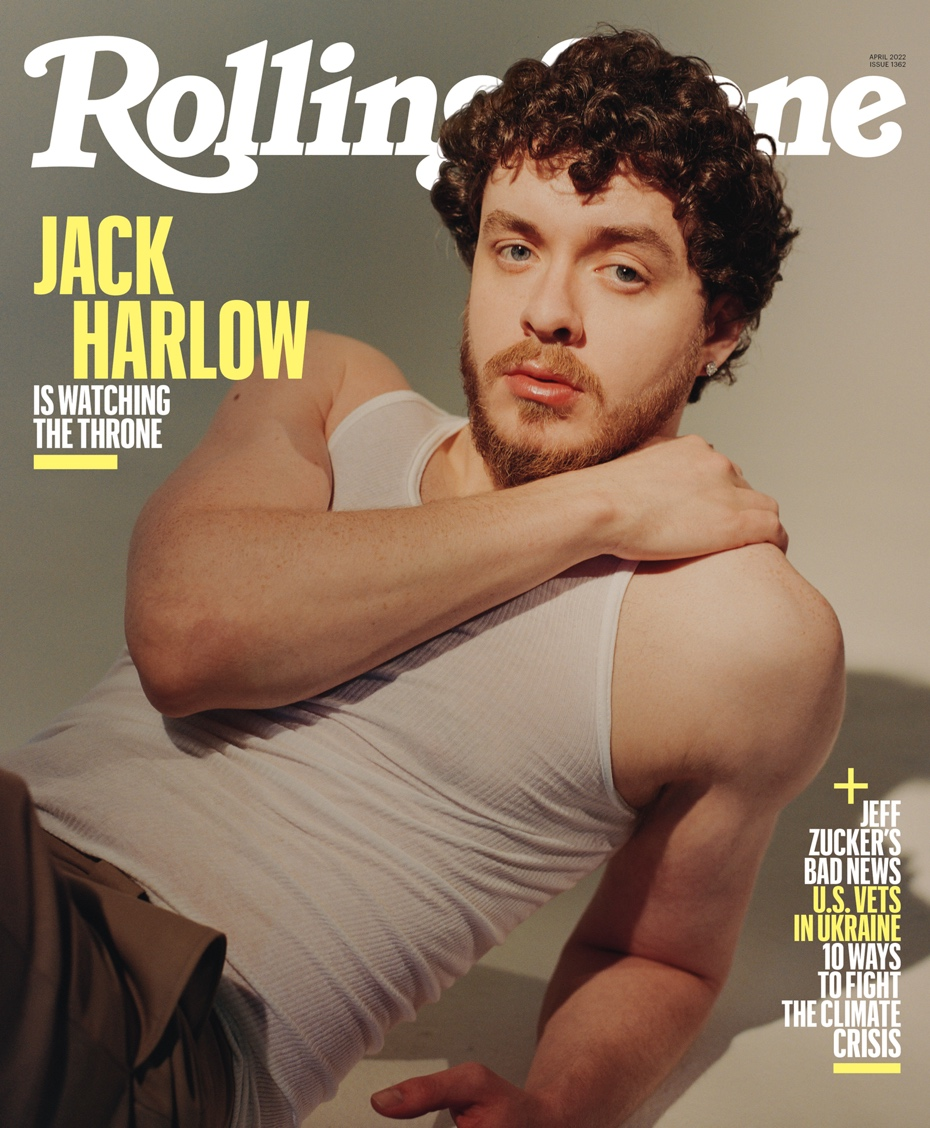 Rolling Stone
APRIL 2022
ISSUE 1362
JACK
HARLOW
IS WATCHING
THE THRONE
+
JEFF
ZUCKER'S
BAD NEWS
U.S. VETS
IN UKRAINE
10 WAYS
TO FIGHT
THE CLIMATE
CRISIS